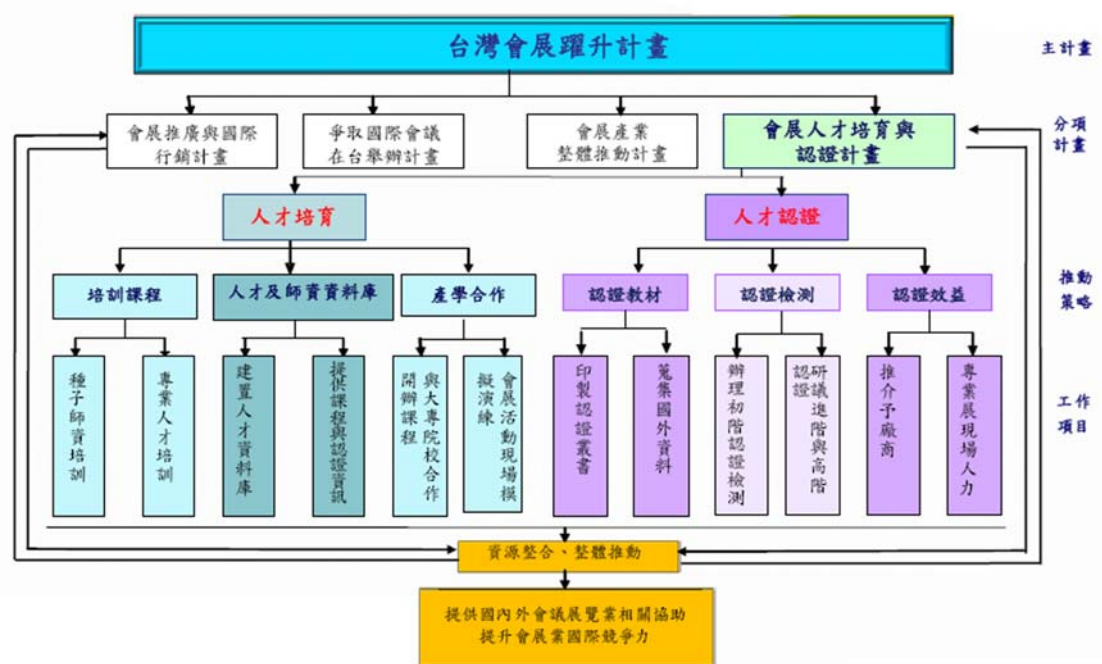 台灣會展躍升計畫
主計畫
會展推廣與國際
行銷計畫
爭取國際會議
在台舉辦計畫
會展產業
整體推動計畫
會展人才培育與
認證計畫
分項
計畫
人才培育
人才認證
培訓課程
人才及師資資料庫
產學合作
認證教材
認證檢測
認證效益
推動
策略
種子師資培訓
專業人才培訓
建置人才資料庫
提供課程與認證資訊
與大專院校合作
開辦課程
會展活動現場模
擬演練
印製認證叢書
蒐集國外資料
辦理初階認證檢測
研議進階與高階
認證
推介予廠商
專業展現場人力
工作
項目
資源整合、整體推動
提供國內外會議展覽業相關協助
提升會展業國際競爭力